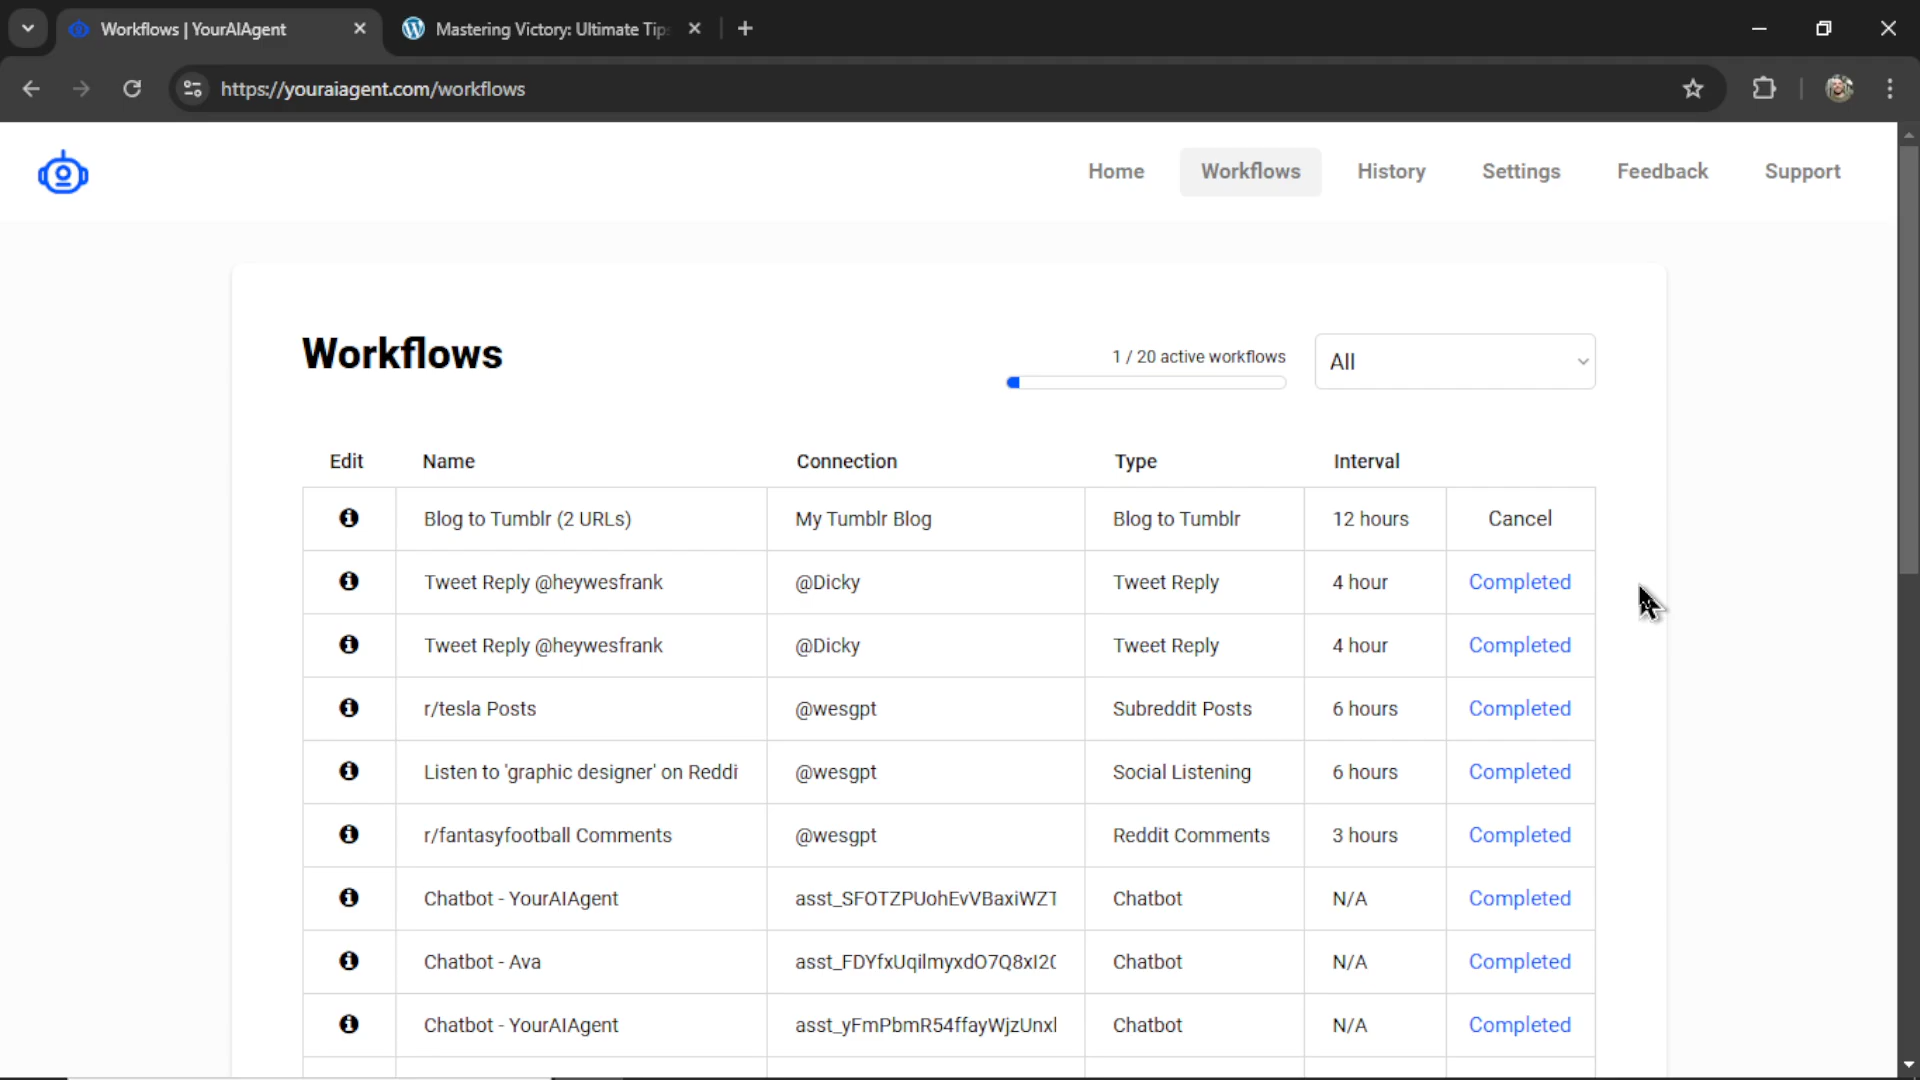 Workflows | YourAIAgent
Mastering Victory: Ultimate Tip
https://youraiagent.com/workflows
Home
Workflows
History
Settings
Feedback
Support
Workflows
1 / 20 active workflows
All
Edit Name Connection Type Interval
Blog to Tumblr (2 URLs) My Tumblr Blog Blog to Tumblr 12 hours Cancel
Tweet Reply @heywesfrank @Dicky Tweet Reply 4 hour Completed
Tweet Reply @heywesfrank @Dicky Tweet Reply 4 hour Completed
r/tesla Posts @wesgpt Subreddit Posts 6 hours Completed
Listen to 'graphic designer' on Reddi @wesgpt Social Listening 6 hours Completed
r/fantasyfootball Comments @wesgpt Reddit Comments 3 hours Completed
Chatbot - YourAIAgent asst_SFOTZPUohEvVBaxiWZT Chatbot N/A Completed
Chatbot - Ava Chatbot N/A Completed
Chatbot - YourAIAgent Chatbot N/A Completed